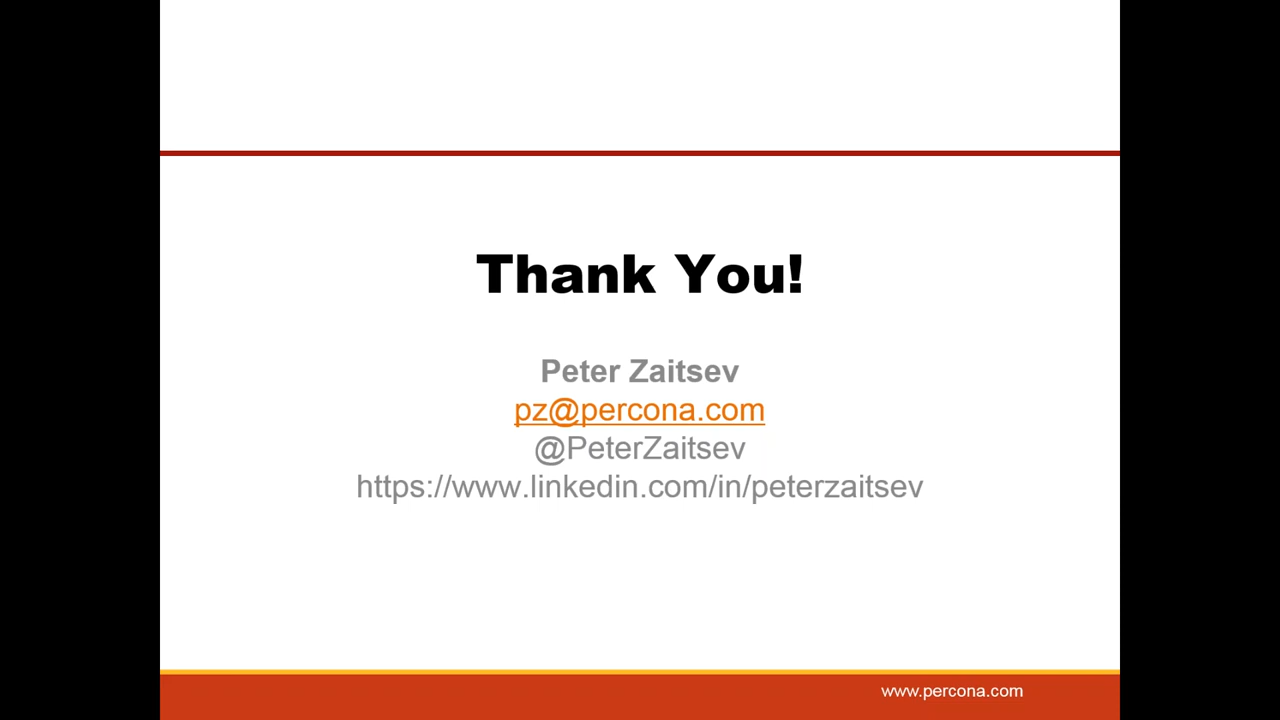 Thank You!
Peter Zaitsev
pz@percona.com
@PeterZaitsev
https://www.linkedin.com/in/peterzaitsev
www.percona.com